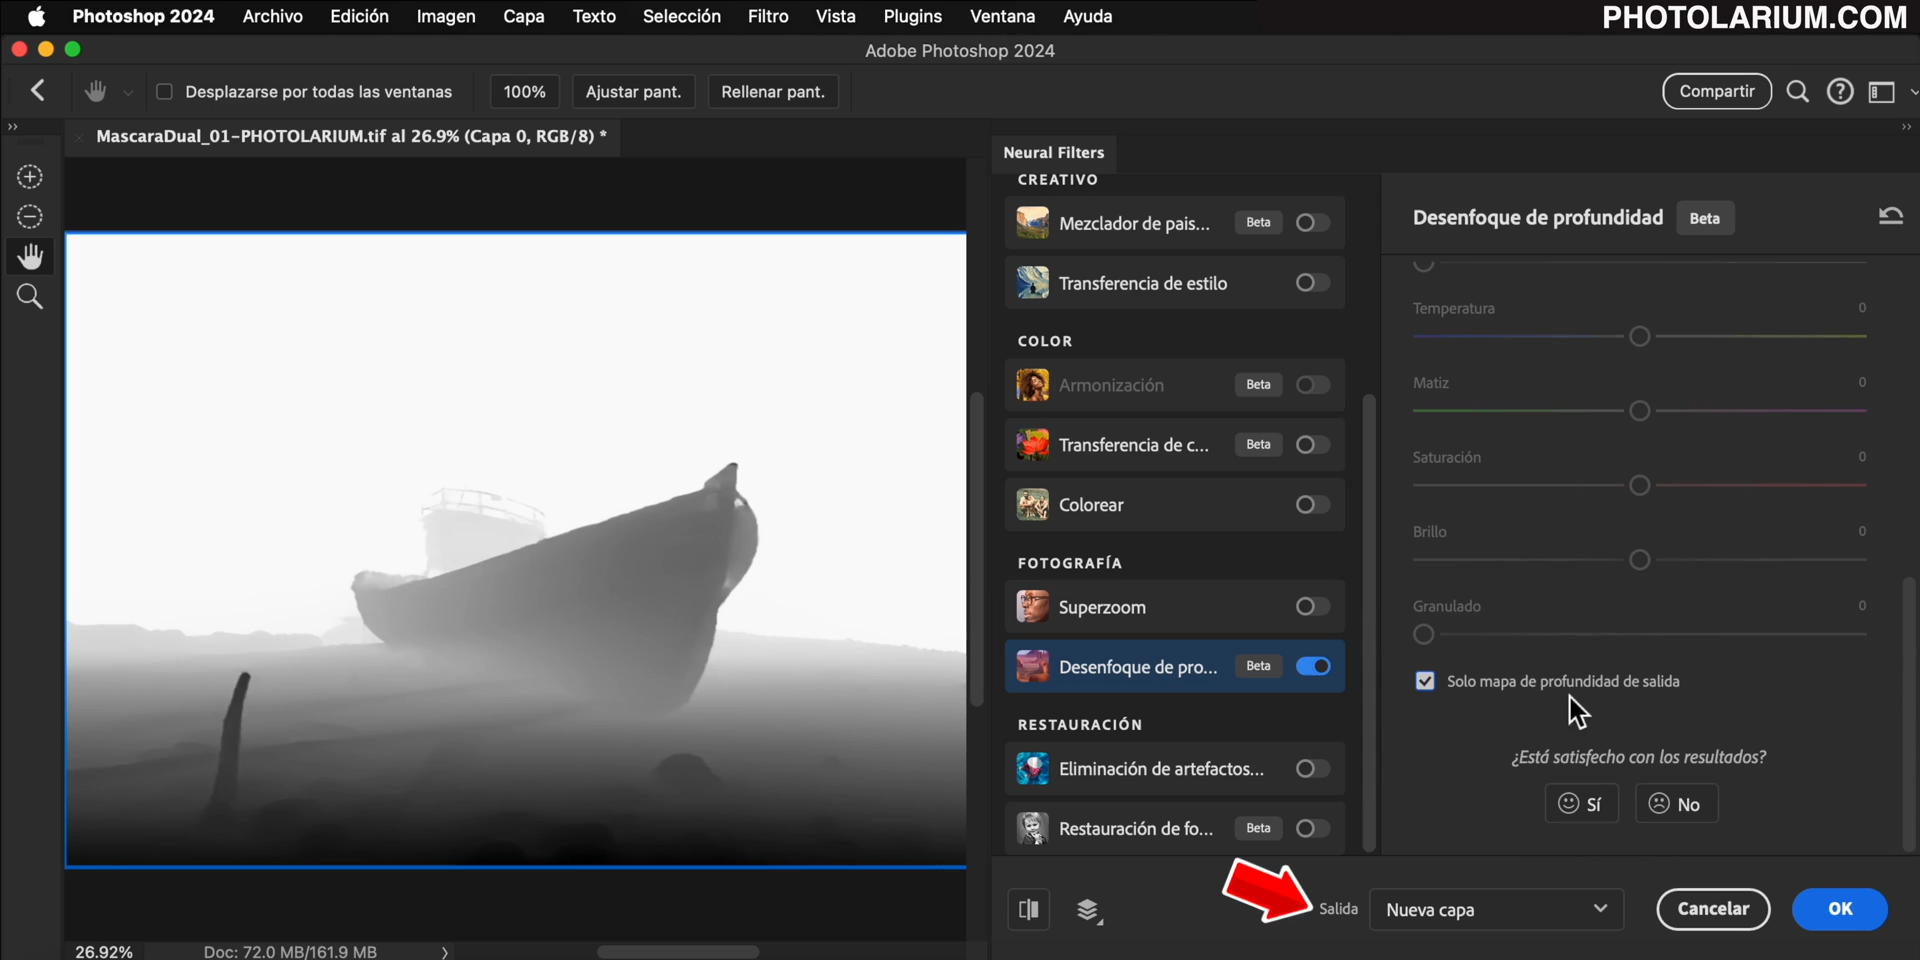 Photoshop 2024 Archivo Edición Imagen Capa Texto Selección Filtro Vista Plugins Ventana Ayuda
PHOTOLARIUM.COM
Adobe Photoshop 2024
Desplazarse por todas las ventanas 100% Ajustar pant. Rellenar pant. Compartir
MascaraDual_01-PHOTOLARIUM.tif al 26.9% (Capa 0, RGB/8) *
Neural Filters
CREATIVO
Mezclador de pais... Beta
Transferencia de estilo
COLOR
Armonización Beta
Transferencia de c... Beta
Colorear
FOTOGRAFÍA
Superzoom
Desenfoque de pro... Beta
RESTAURACIÓN
Eliminación de artefactos...
Restauración de fo... Beta
Desenfoque de profundidad Beta
Temperatura 0
Matiz 0
Saturación 0
Brillo 0
Granulado 0
Solo mapa de profundidad de salida
¿Está satisfecho con los resultados?
Sí No
Salida Nueva capa Cancelar OK
26.92% Doc: 72.0 MB/161.9 MB